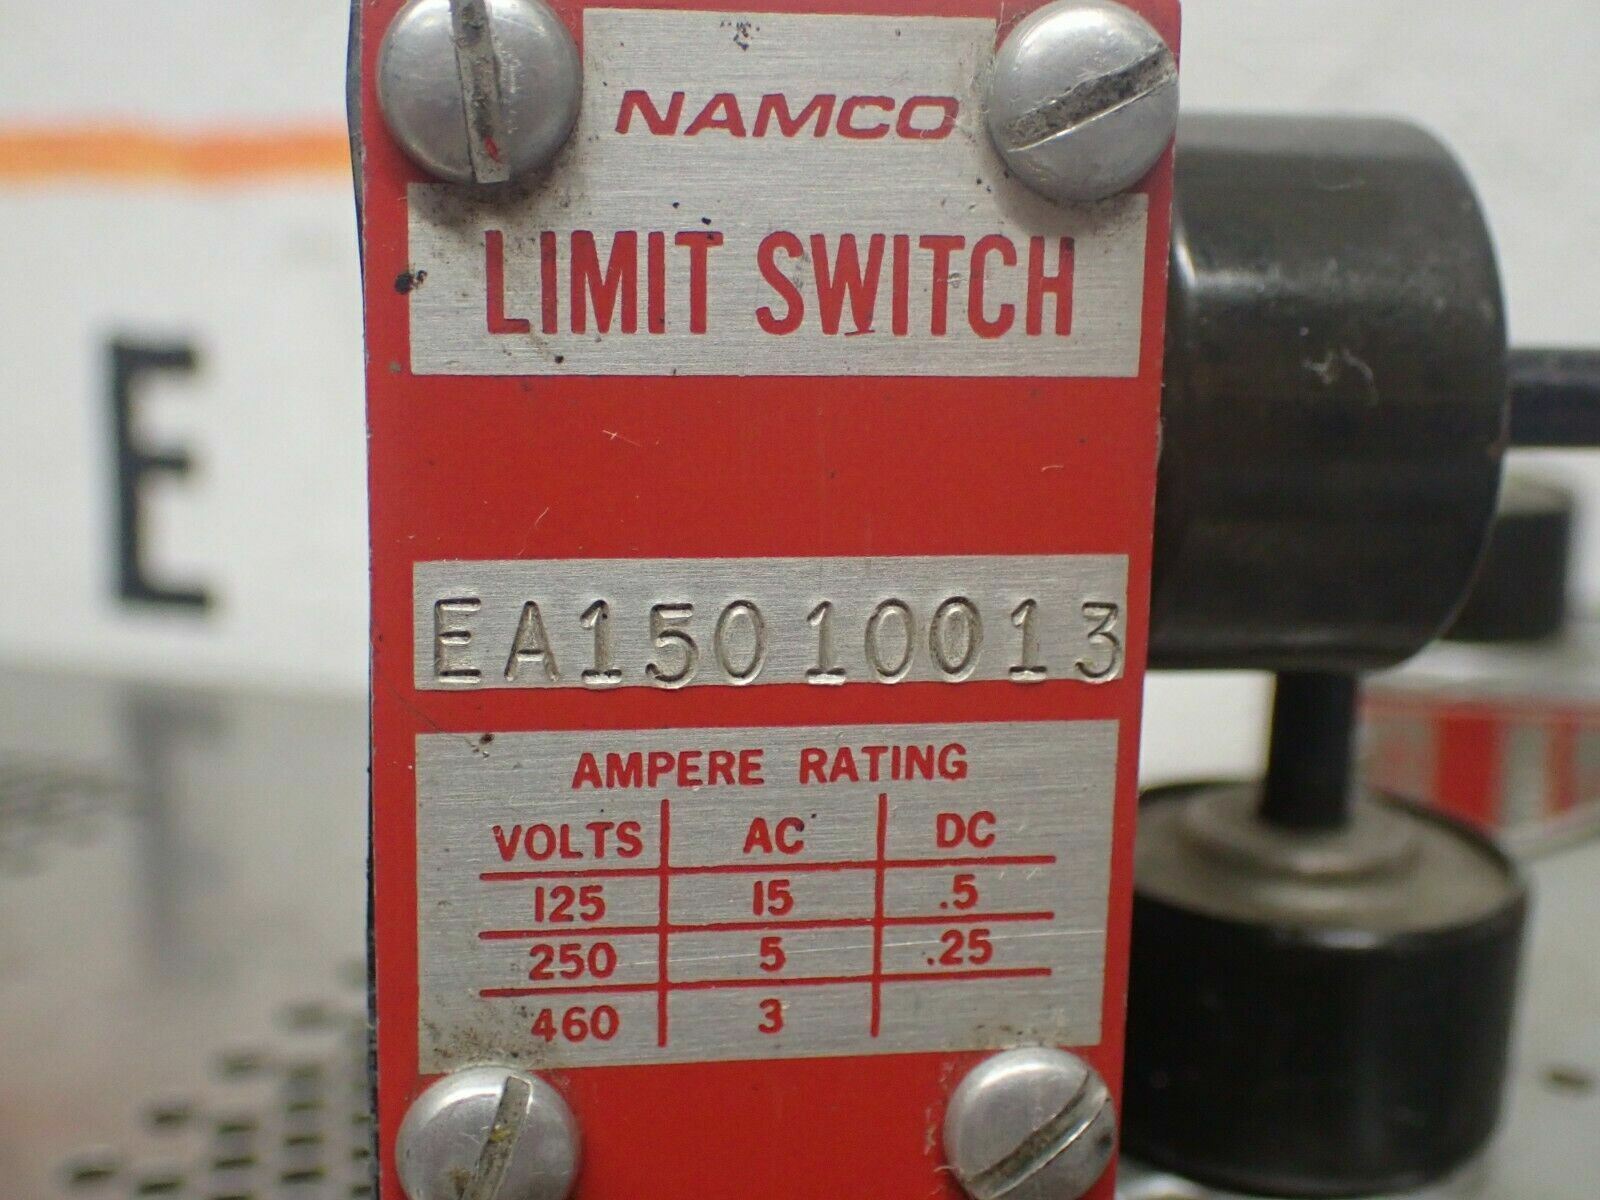 NAMCO
LIMIT SWITCH
E
EA15010013
AMPERE RATING
VOLTS AC DC
125 15 .5
250 5 .25
460 3